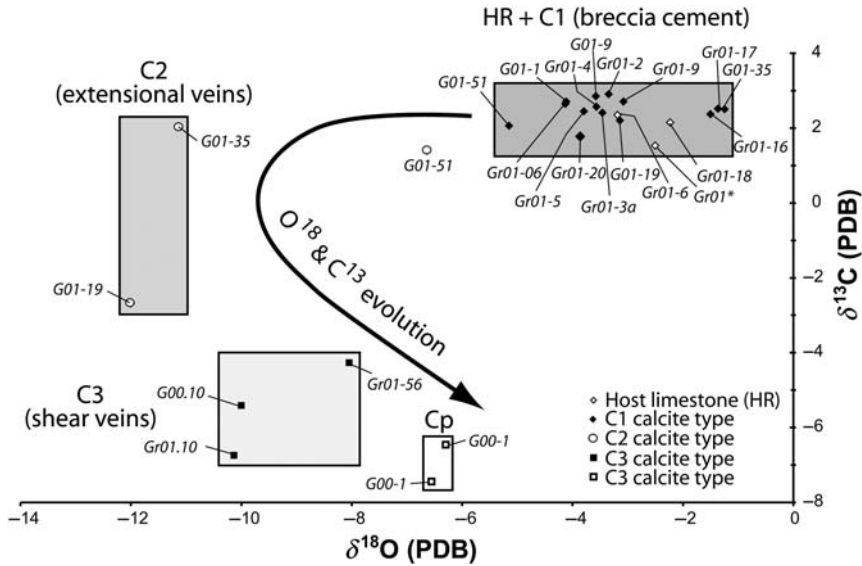 HR + C1 (breccia cement)
G01-9
Gr01-17
G01-51
G01-1
Gr01-4
Gr01-2
Gr01-9
G01-35
C2
(extensional veins)
G01-35
G01-51
Gr01-06
Gr01-20
G01-19
Gr01-18
Gr01-16
Gr01-5
Gr01-3a
Gr01-6
Gr01*
O18 & C13 evolution
G01-19
C3
(shear veins)
G00.10
Gr01.10
Gr01-56
Cp
G00-1
G00-1
Host limestone (HR)
C1 calcite type
C2 calcite type
C3 calcite type
C3 calcite type
4
2
0
−2
−4
−6
−8
δ13C (PDB)
−14
−12
−10
−8
−6
−4
−2
0
δ18O (PDB)